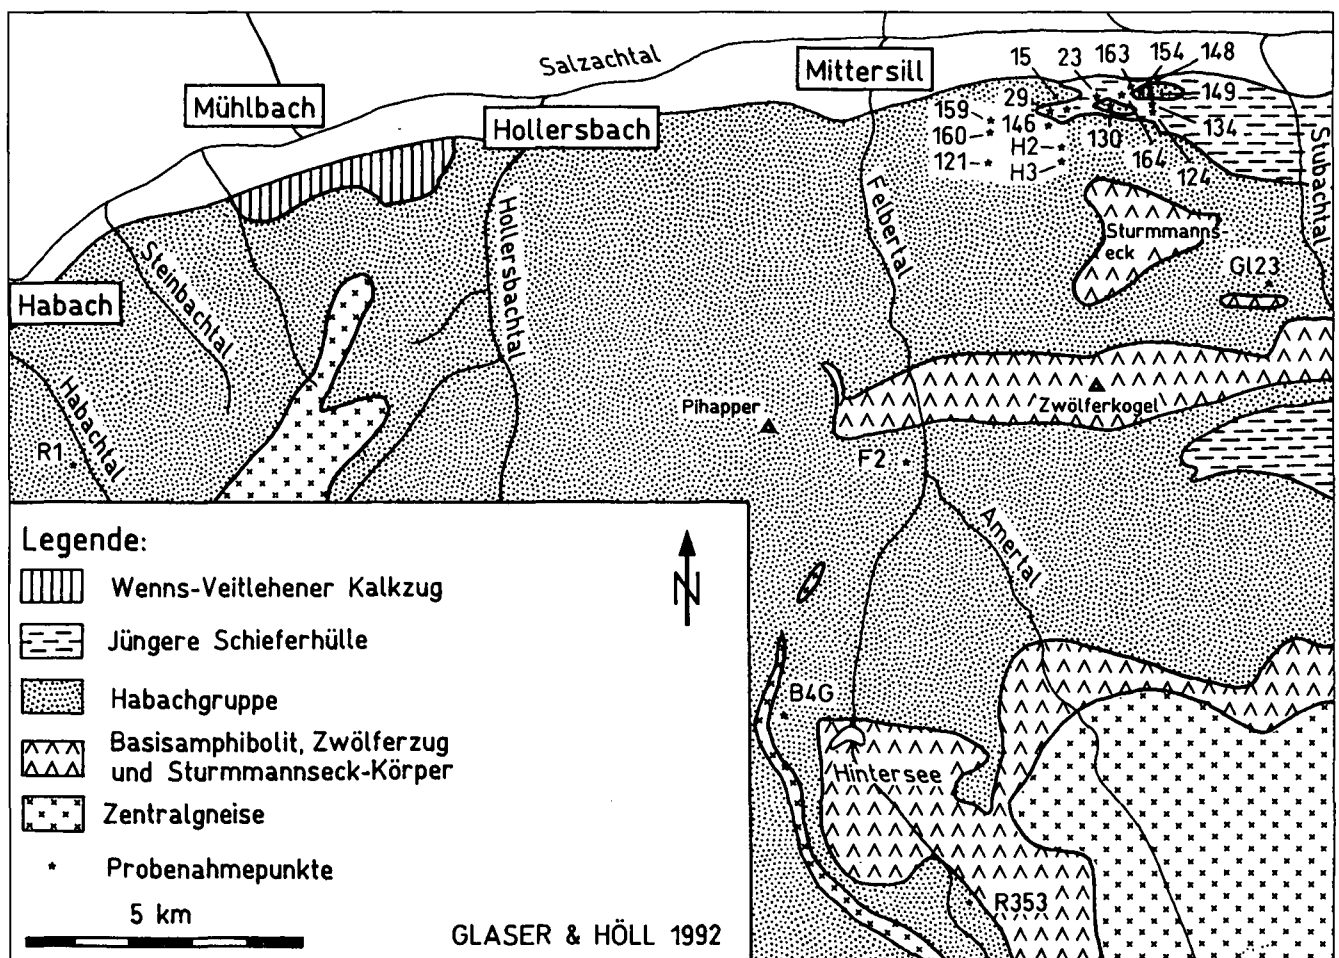 Salzachtal
Mittersill
Mühlbach
Hollersbach
Habach
15
23
163
154
148
159
29
149
160
146
134
H2
130
121
H3
164
124
Stubachtal
Felbertal
Hollersbachtal
Steinbachtal
Habachtal
Sturmmanns-
eck
Gl23
Pihapper
Zwölferkogel
R1
F2
Amertal
B4G
Hintersee
R353
Legende:
Wenns-Veitlehener Kalkzug
Jüngere Schieferhülle
Habachgruppe
Basisamphibolit, Zwölferzug
und Sturmmannseck-Körper
Zentralgneise
Probenahmepunkte
N
5 km
GLASER & HÖLL 1992